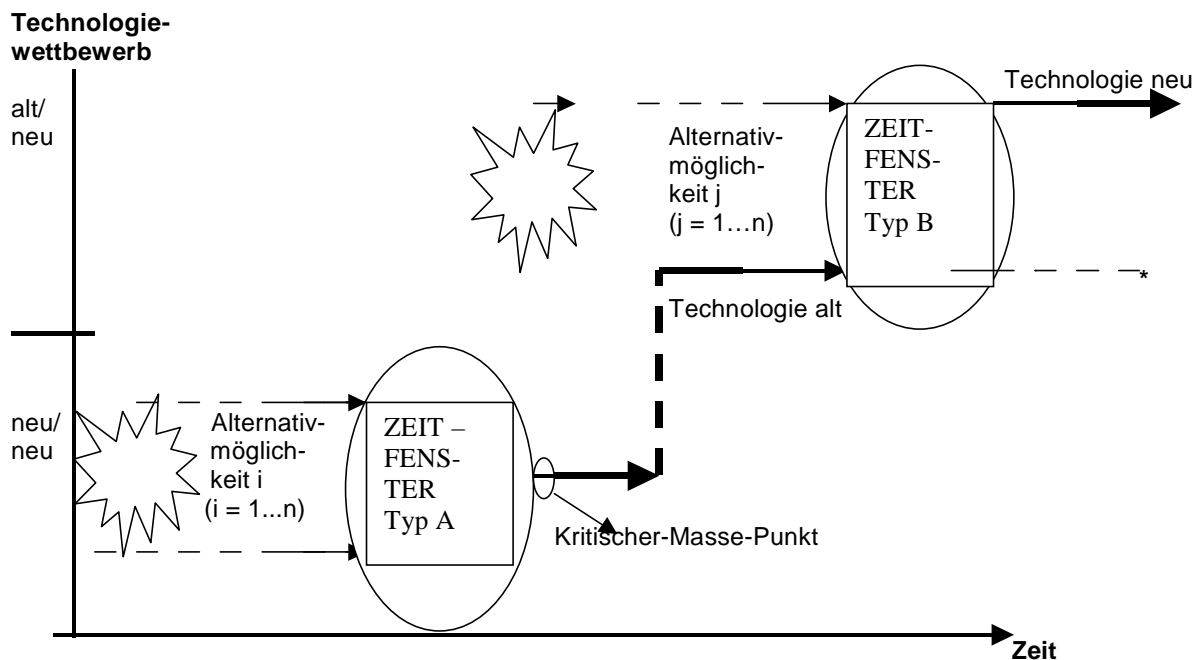 Technologie-
wettbewerb
alt/
neu
Technologie neu
Alternativ-
möglich-
keit j
(j = 1…n)
ZEIT-
FENS-
TER
Typ B
*
Technologie alt
neu/
neu
Alternativ-
möglich-
keit i
(i = 1...n)
ZEIT –
FENS-
TER
Typ A
Kritischer-Masse-Punkt
Zeit